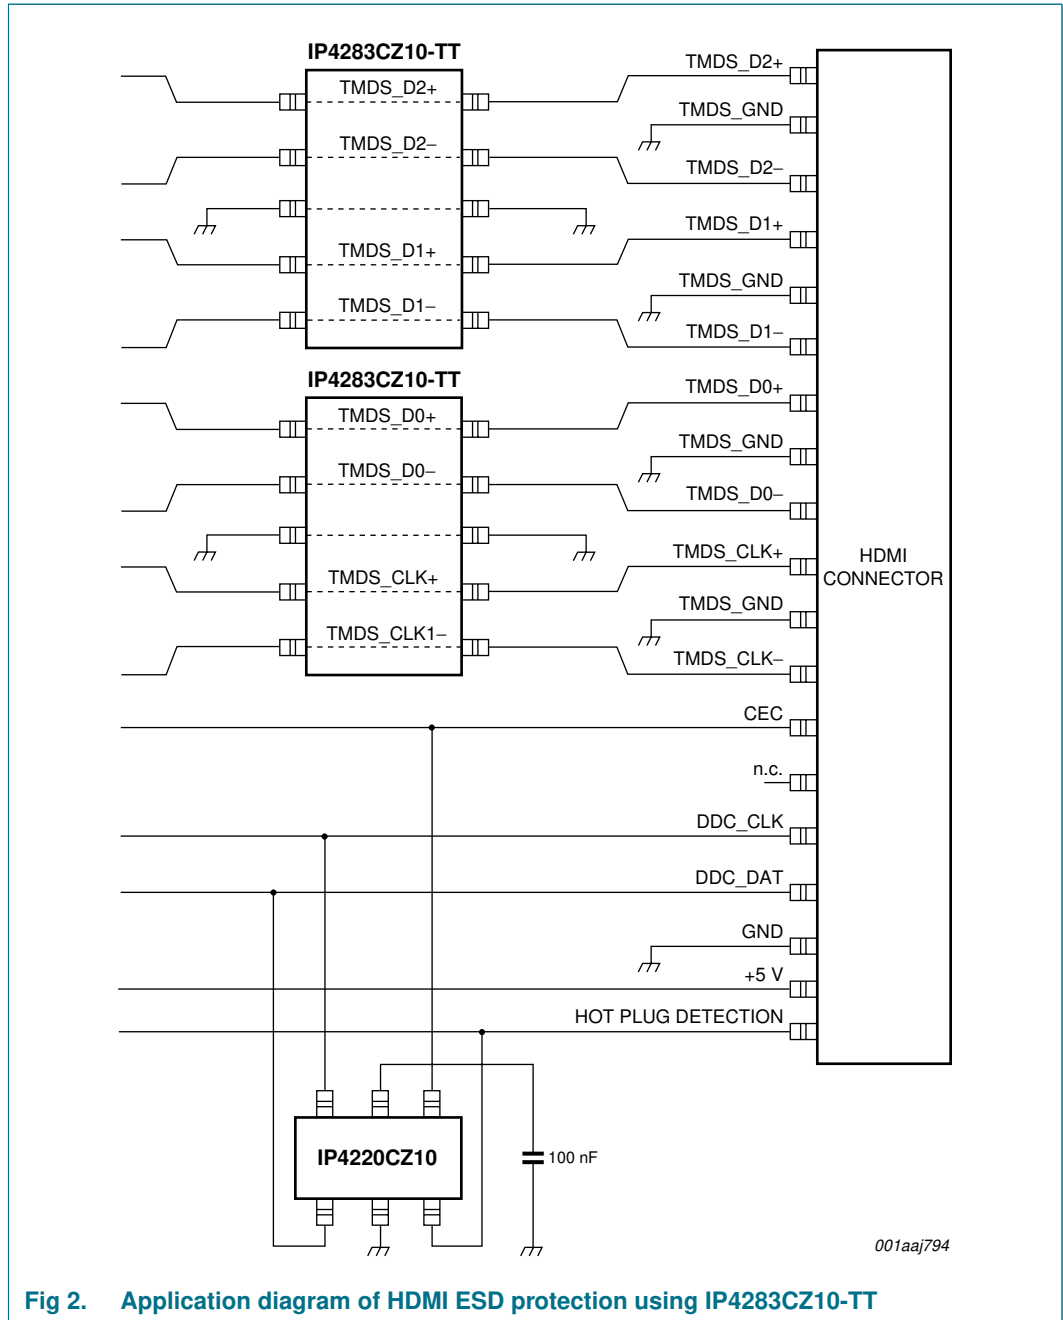 IP4283CZ10-TT
TMDS_D2+
TMDS_D2+
TMDS_GND
TMDS_D2−
TMDS_D2−
TMDS_D1+
TMDS_D1+
TMDS_GND
TMDS_D1−
TMDS_D1−
IP4283CZ10-TT
TMDS_D0+
TMDS_D0+
TMDS_GND
TMDS_D0−
TMDS_D0−
TMDS_CLK+
HDMI
CONNECTOR
TMDS_CLK+
TMDS_GND
TMDS_CLK1−
TMDS_CLK−
CEC
n.c.
DDC_CLK
DDC_DAT
GND
+5 V
HOT PLUG DETECTION
IP4220CZ10
100 nF
001aaj794
Fig 2. Application diagram of HDMI ESD protection using IP4283CZ10-TT